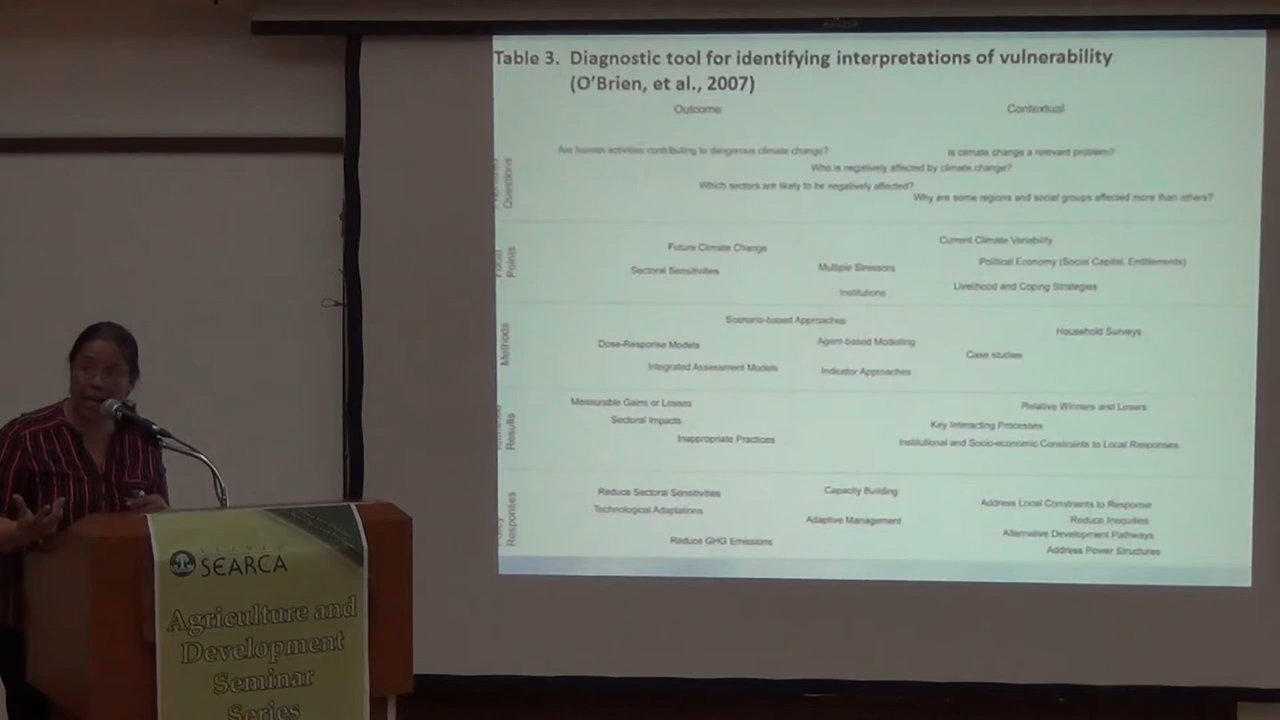 Table 3. Diagnostic tool for identifying interpretations of vulnerability
(O'Brien, et al., 2007)
Outcome
Contextual
Are human activities contributing to dangerous climate change?
Is climate change a relevant problem?
Who is negatively affected by climate change?
Which sectors are likely to be negatively affected?
Why are some regions and social groups affected more than others?
Questions
Future Climate Change
Current Climate Variability
Sectoral Sensitivities
Multiple Stressors
Political Economy (Social Capital, Entitlements)
Institutions
Livelihood and Coping Strategies
Points
Scenario-based Approaches
Household Surveys
Dose-Response Models
Agent-based Modelling
Case studies
Integrated Assessment Models
Indicator Approaches
Methods
Measurable Gains or Losses
Relative Winners and Losers
Sectoral Impacts
Key Interacting Processes
Inappropriate Practices
Institutional and Socio-economic Constraints to Local Responses
Results
Reduce Sectoral Sensitivities
Capacity Building
Address Local Constraints to Response
Technological Adaptations
Adaptive Management
Reduce Inequities
Alternative Development Pathways
Reduce GHG Emissions
Address Power Structures
Responses
SEARCA
Agriculture and
Development
Seminar
Series